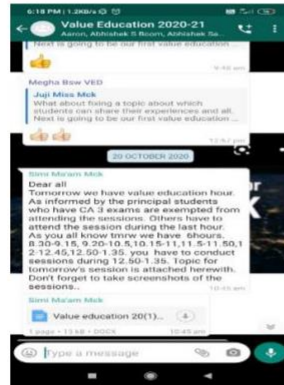 6:18 PM | 1.2KB/s
Value Education 2020-21
Aaron, Abhishek S Room, Abhishek Sa...
Next is going to be our first value education
9:46 am
Megha Bsw VED
Juji Miss Mck
What about fixing a topic about which
students can share their experiences and all.
Next is going to be our first value education...
12:57 pm
20 OCTOBER 2020
Simi Ma'am Mck
Dear all
Tomorrow we have value education hour.
As informed by the principal students
who have CA 3 exams are exempted from
attending the sessions. Others have to
attend the session during the last hour.
As you all know tmrw we have 6hours.
8.30-9.15, 9.20-10.5,10.15-11,11.5-11.50,1
2-12.45,12.50-1.35. you have to conduct
sessions during 12.50-1.35. Topic for
tomorrow's session is attached herewith.
Don't forget to take screenshots of the
sessions..
10:45 am
Simi Ma'am Mck
Value education 20(1)...
1 page • 13 kB • DOCX
10:45 am
Type a message